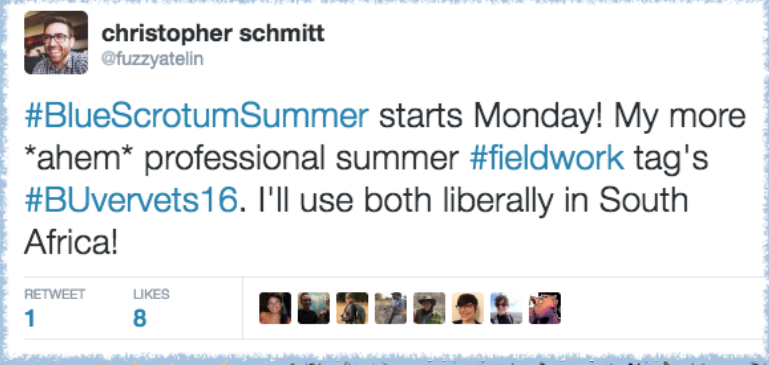 christopher schmitt
@fuzzyatelin
#BlueScrotumSummer starts Monday! My more
*ahem* professional summer #fieldwork tag's
#BUvervets16. I'll use both liberally in South
Africa!
RETWEET LIKES
1 8